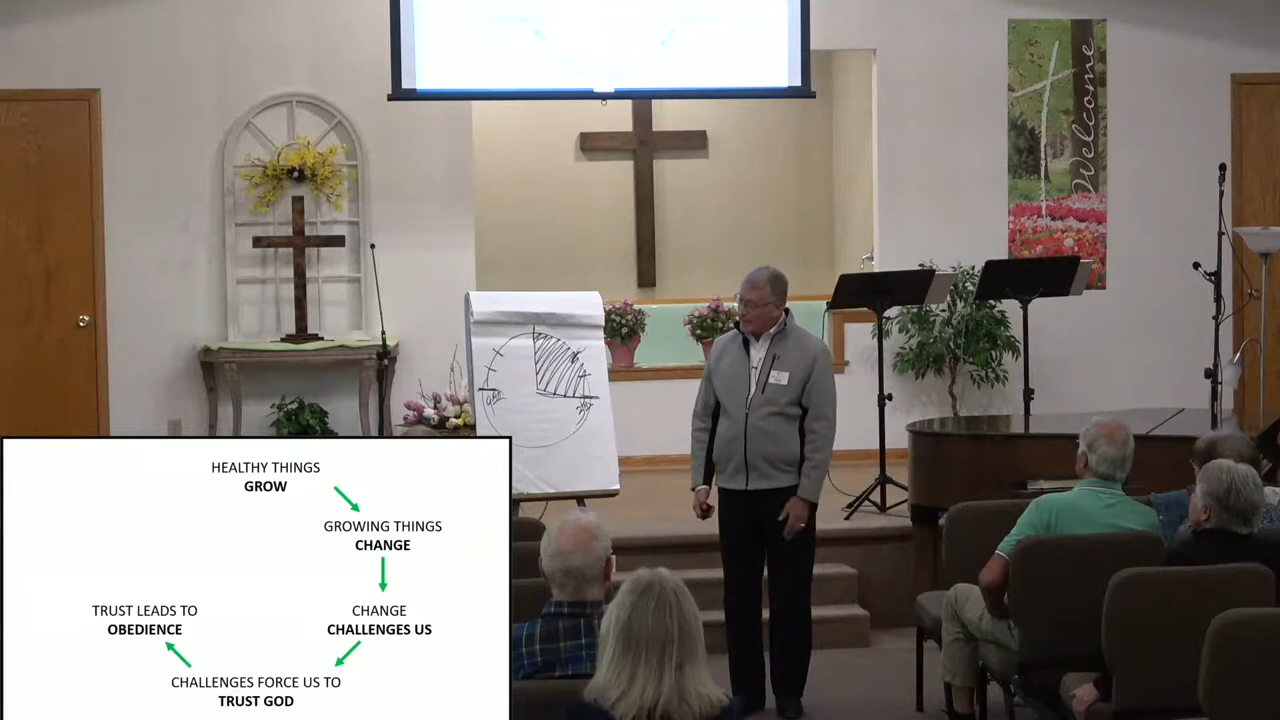 Welcome
HEALTHY THINGS
GROW
GROWING THINGS
CHANGE
CHANGE
CHALLENGES US
CHALLENGES FORCE US TO
TRUST GOD
TRUST LEADS TO
OBEDIENCE